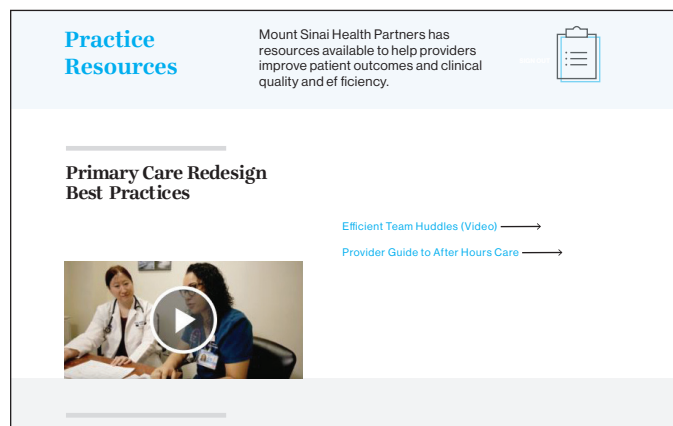 Practice
Resources
Mount Sinai Health Partners has
resources available to help providers
improve patient outcomes and clinical
quality and ef ficiency.
Primary Care Redesign
Best Practices
Efficient Team Huddles (Video)
Provider Guide to After Hours Care